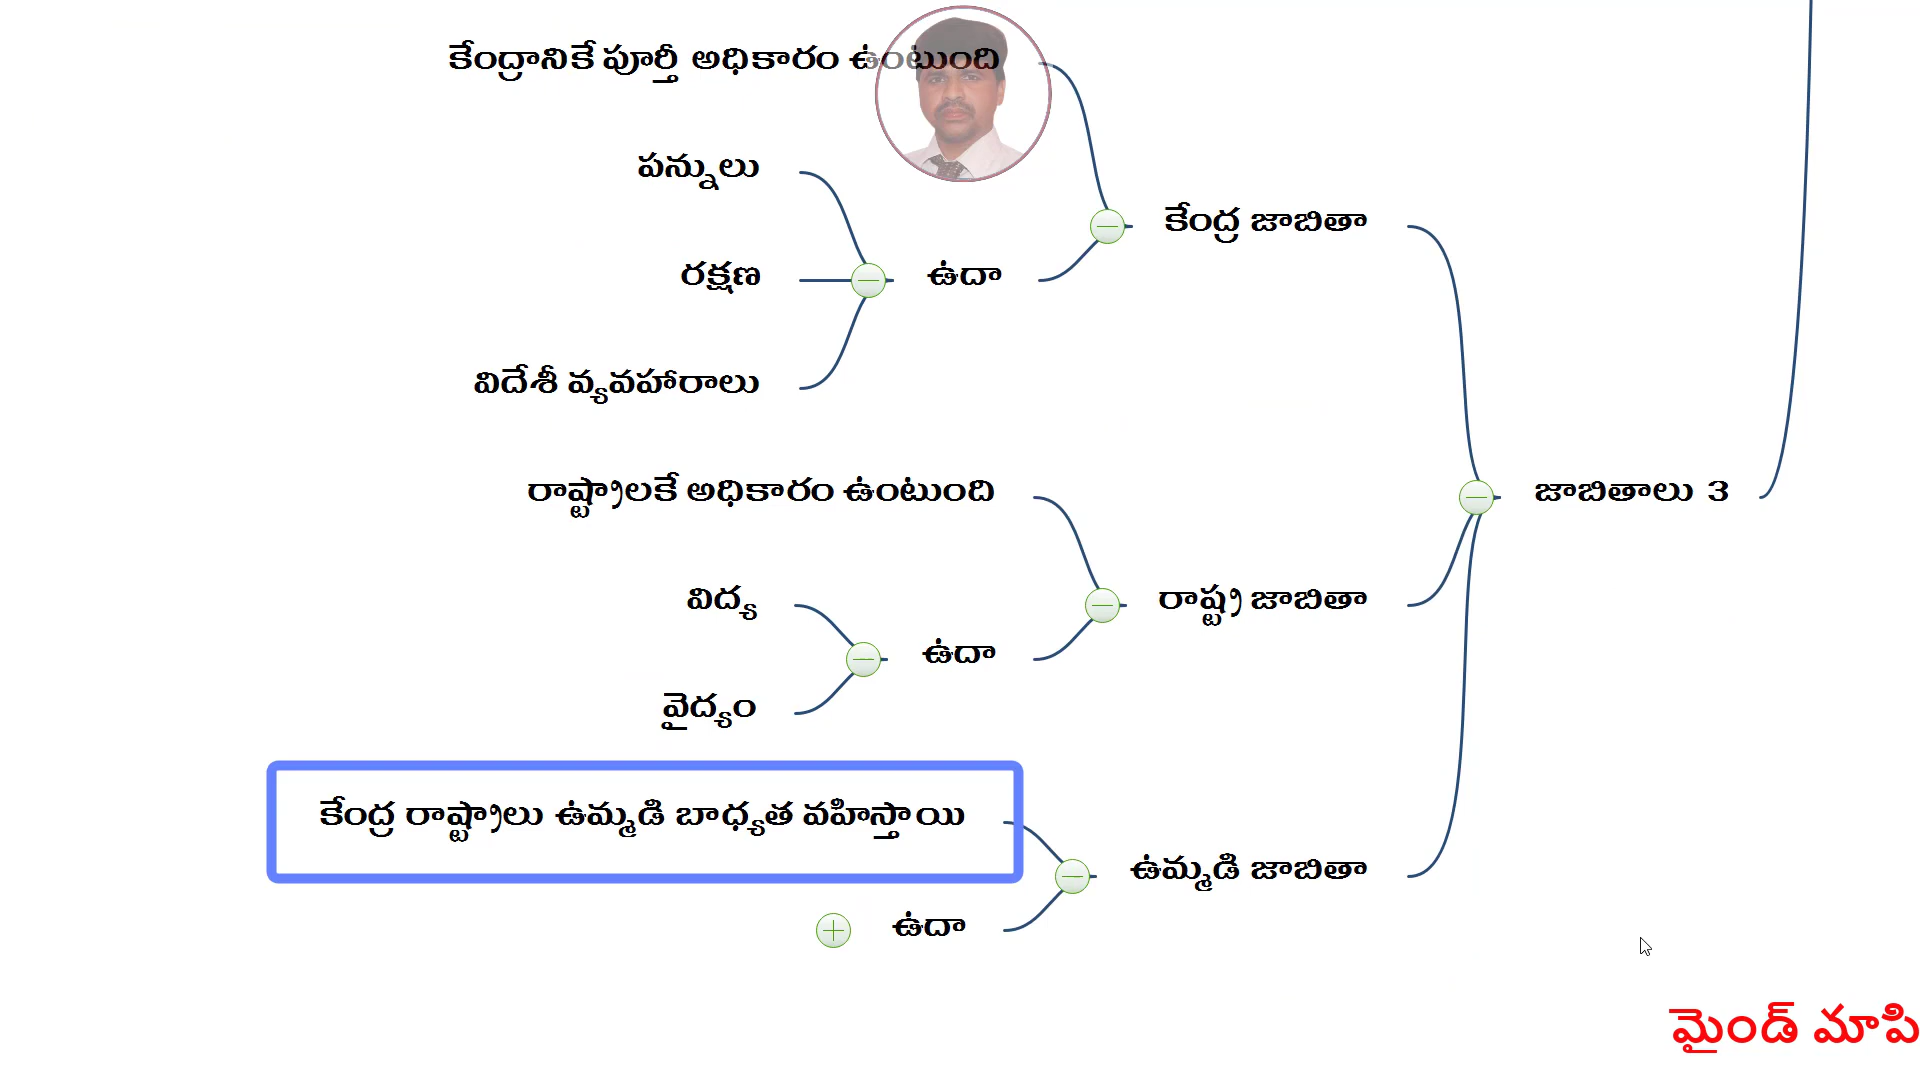 కేంద్రానికే పూర్తీ అధికారం ఉంటుంది
పన్నులు
కేంద్ర జాబితా
రక్షణ
ఉదా
విదేశీ వ్యవహారాలు
రాష్ట్రాలకే అధికారం ఉంటుంది
జాబితాలు 3
విద్య
రాష్ట్ర జాబితా
ఉదా
వైద్యం
కేంద్ర రాష్ట్రాలు ఉమ్మడి బాధ్యత వహిస్తాయి
ఉమ్మడి జాబితా
ఉదా
మైండ్ మాపి